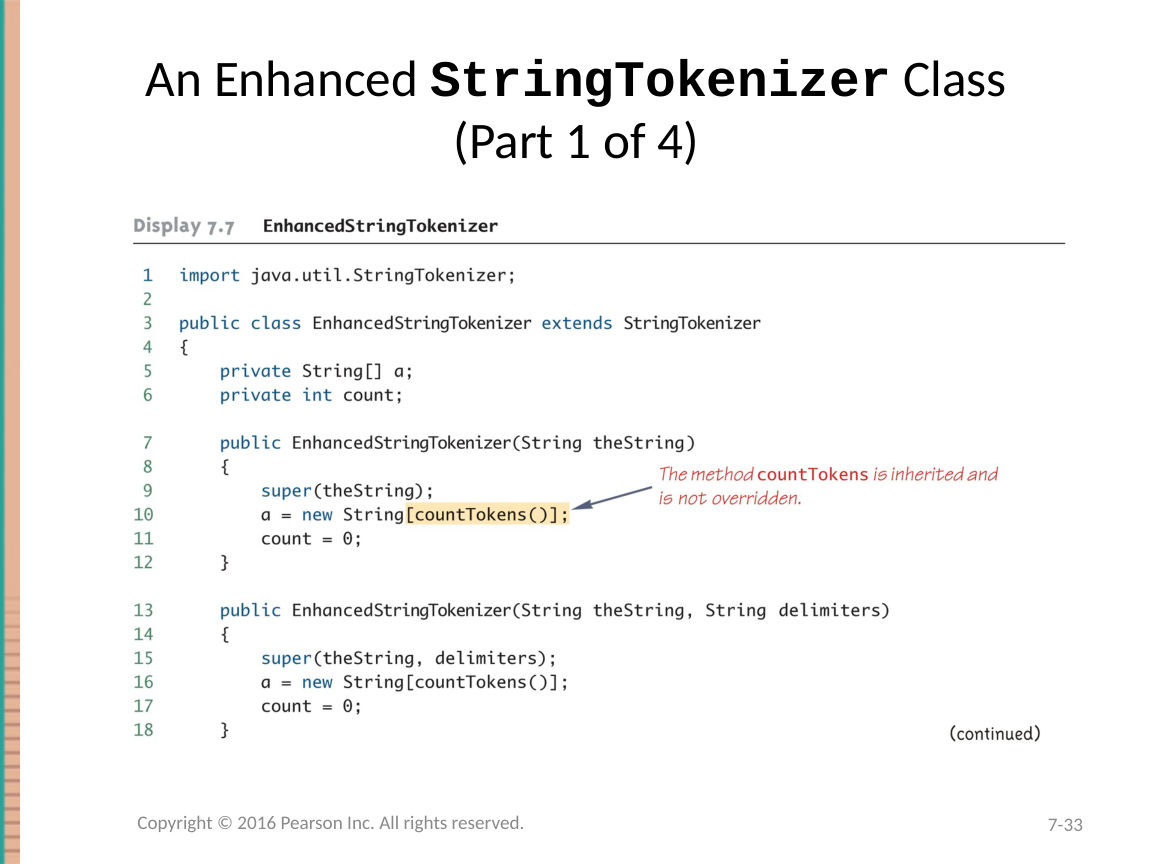 An Enhanced StringTokenizer Class
(Part 1 of 4)
Display 7.7 EnhancedStringTokenizer
1 import java.util.StringTokenizer;
2
3 public class EnhancedStringTokenizer extends StringTokenizer
4 {
5 private String[] a;
6 private int count;
7 public EnhancedStringTokenizer(String theString)
8 {
9 super(theString);
10 a = new String[countTokens()];
11 count = 0;
12 }
The method countTokens is inherited and
is not overridden.
13 public EnhancedStringTokenizer(String theString, String delimiters)
14 {
15 super(theString, delimiters);
16 a = new String[countTokens()];
17 count = 0;
18 }
(continued)
Copyright © 2016 Pearson Inc. All rights reserved.
7-33